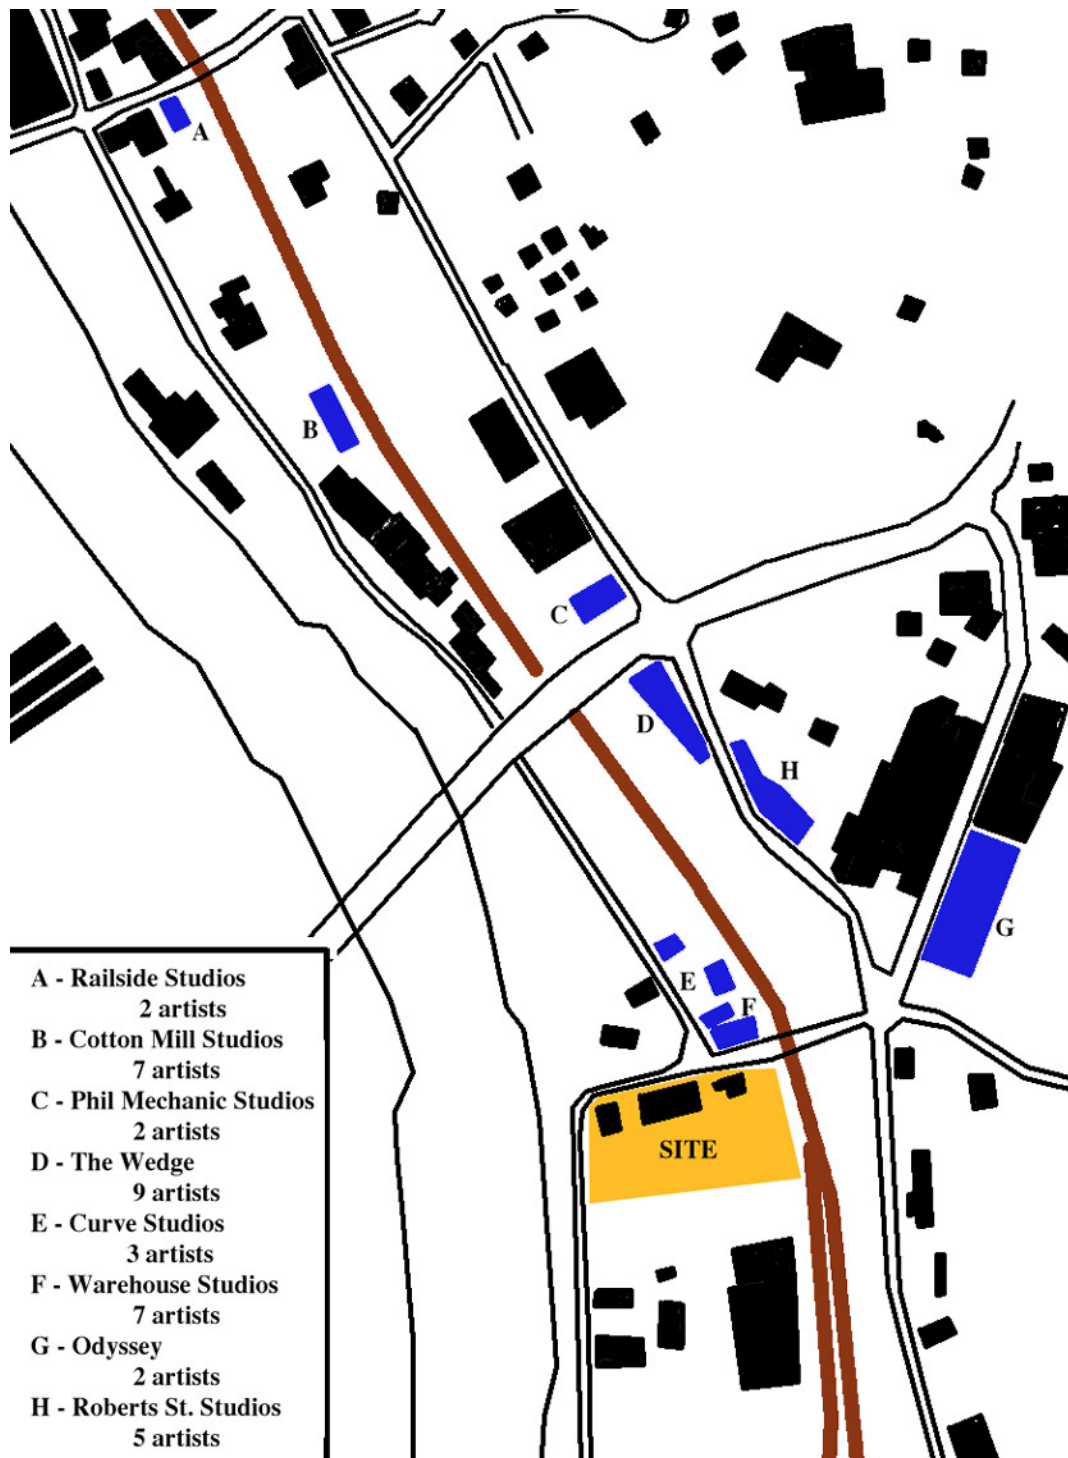 A
B
C
D
H
G
E
F
SITE
A - Railside Studios
2 artists
B - Cotton Mill Studios
7 artists
C - Phil Mechanic Studios
2 artists
D - The Wedge
9 artists
E - Curve Studios
3 artists
F - Warehouse Studios
7 artists
G - Odyssey
2 artists
H - Roberts St. Studios
5 artists